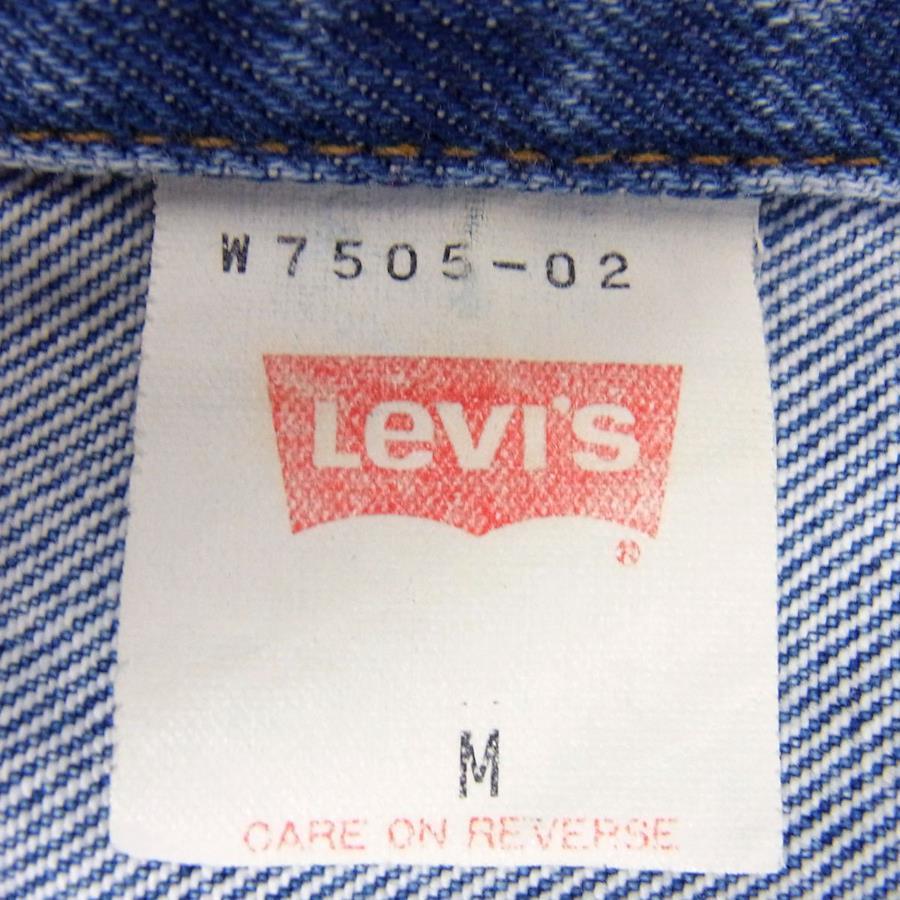 W7505-02
Levi's
®
M
CARE ON REVERSE